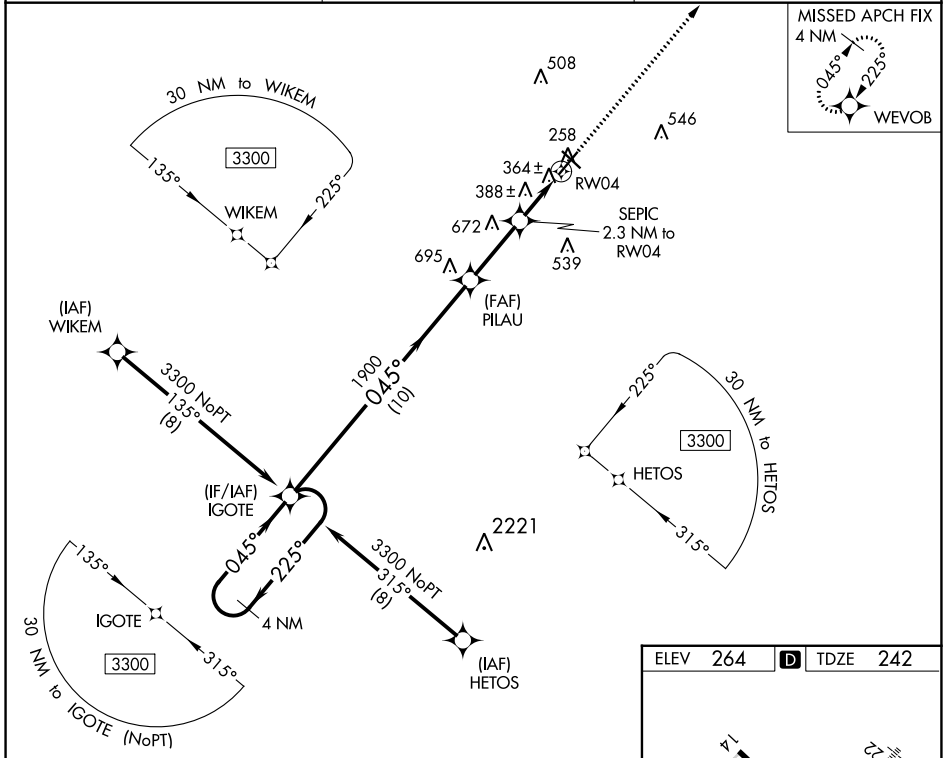 MISSED APCH FIX
4 NM
045°
225°
WEVOB
30 NM to WIKEM
3300
135°
225°
WIKEM
508
546
258
364±
RW04
388±
672
SEPIC
2.3 NM to
RW04
539
695
(FAF)
PILAU
(IAF)
WIKEM
3300 NoPT
135°
(8)
1900
045°
(10)
225°
30 NM to HETOS
3300
HETOS
315°
(IF/IAF)
IGOTE
045°
225°
4 NM
2221
3300 NoPT
315°
(8)
(IAF)
HETOS
135°
IGOTE
3300
315°
30 NM to IGOTE (NoPT)
ELEV 264 D TDZE 242
14
22